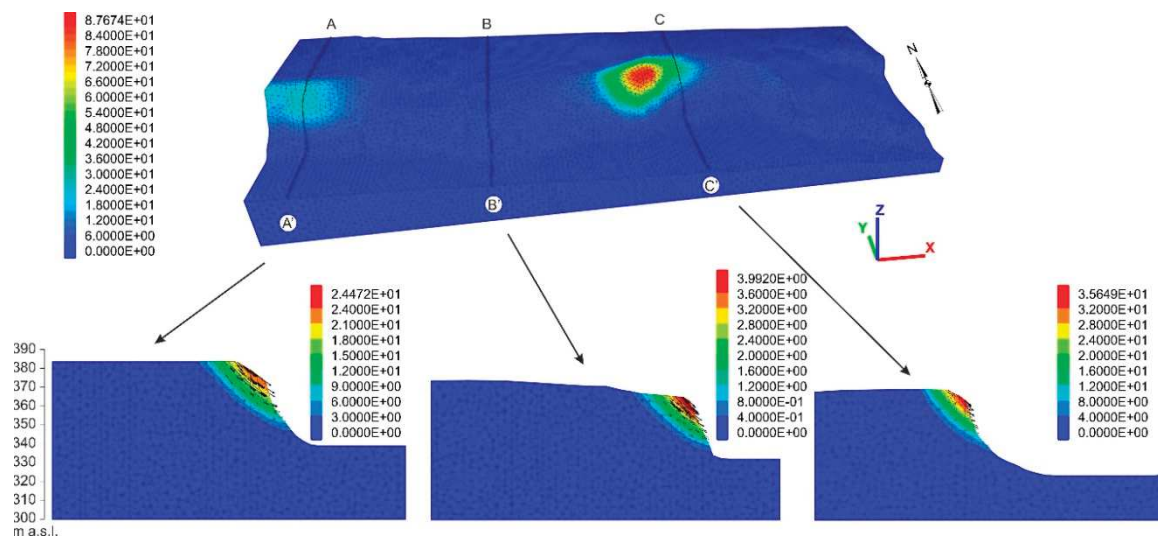 8.7674E+01
8.4000E+01
7.8000E+01
7.2000E+01
6.6000E+01
6.0000E+01
5.4000E+01
4.8000E+01
4.2000E+01
3.6000E+01
3.0000E+01
2.4000E+01
1.8000E+01
1.2000E+01
6.0000E+00
0.0000E+00
A
B
C
N
A'
B'
C'
Z
Y
X
2.4472E+01
2.4000E+01
2.1000E+01
1.8000E+01
1.5000E+01
1.2000E+01
9.0000E+00
6.0000E+00
3.0000E+00
0.0000E+00
3.9920E+00
3.6000E+00
3.2000E+00
2.8000E+00
2.4000E+00
2.0000E+00
1.6000E+00
1.2000E+00
8.0000E-01
4.0000E-01
0.0000E+00
3.5649E+01
3.2000E+01
2.8000E+01
2.4000E+01
2.0000E+01
1.6000E+01
1.2000E+01
8.0000E+00
4.0000E+00
0.0000E+00
390
380
370
360
350
340
330
320
310
300
m a.s.l.